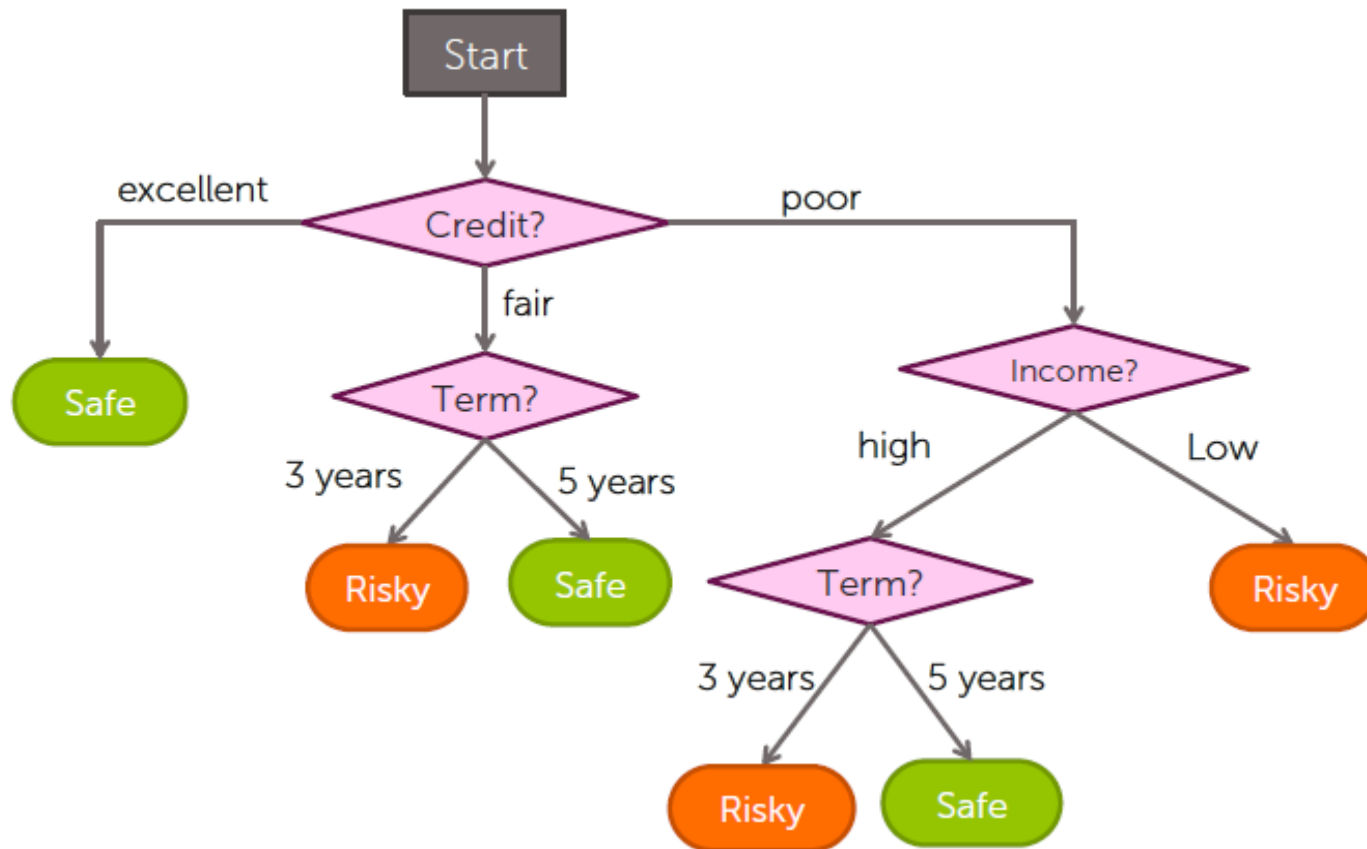 Start
excellent
Credit?
poor
fair
Safe
Term?
Income?
3 years
5 years
high
Low
Risky
Safe
Term?
Risky
3 years
5 years
Risky
Safe